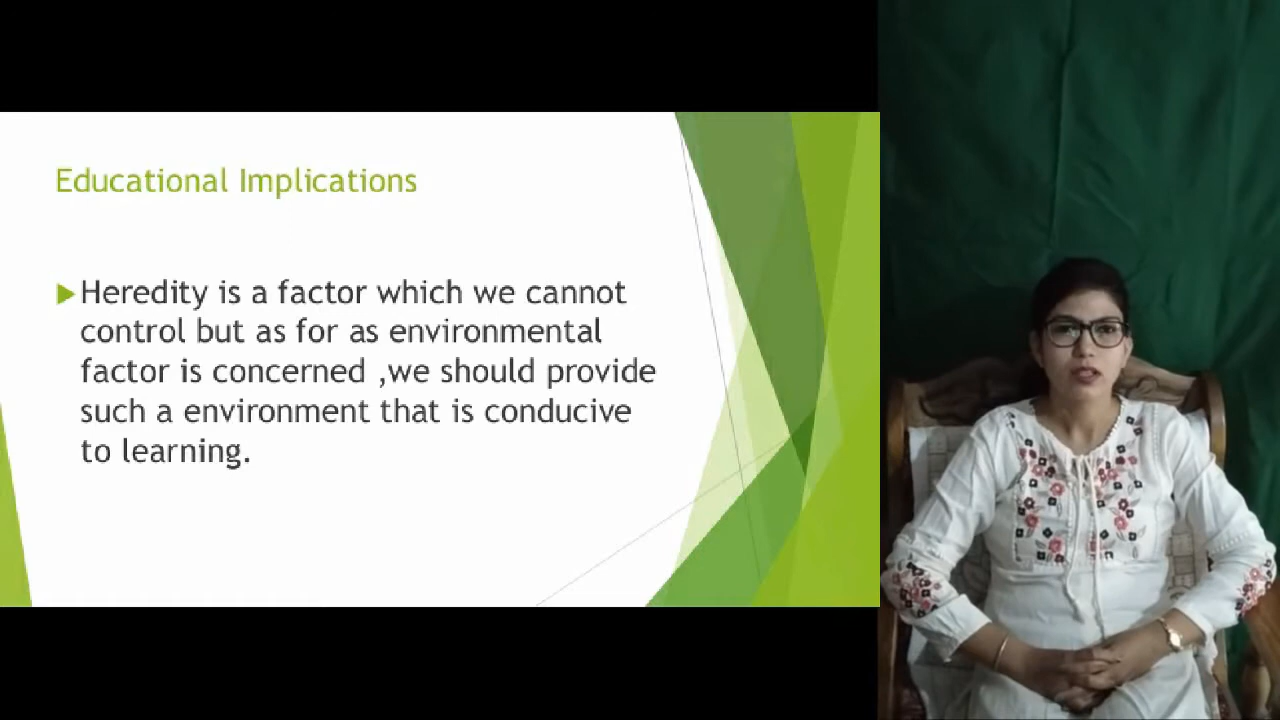 Educational Implications
Heredity is a factor which we cannot
control but as for as environmental
factor is concerned ,we should provide
such a environment that is conducive
to learning.